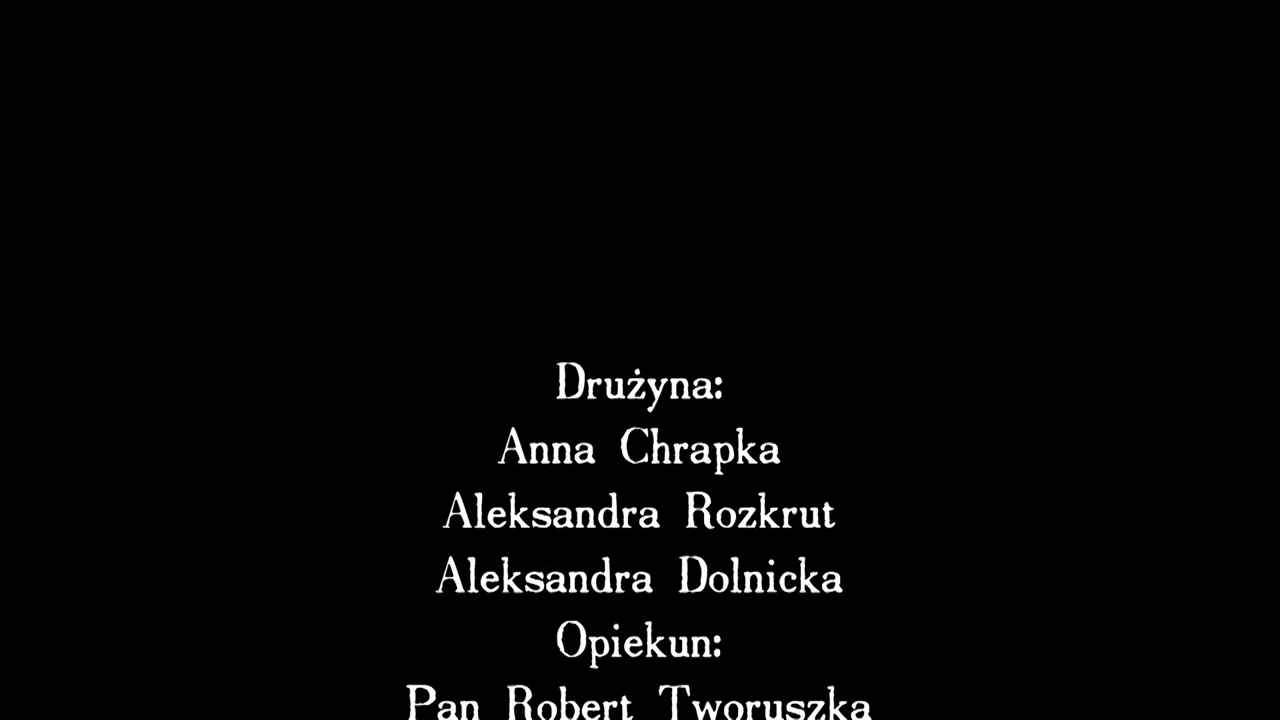 Drużyna:
Anna Chrapka
Aleksandra Rozkrut
Aleksandra Dolnicka
Opiekun:
Pan Robert Tworuszka